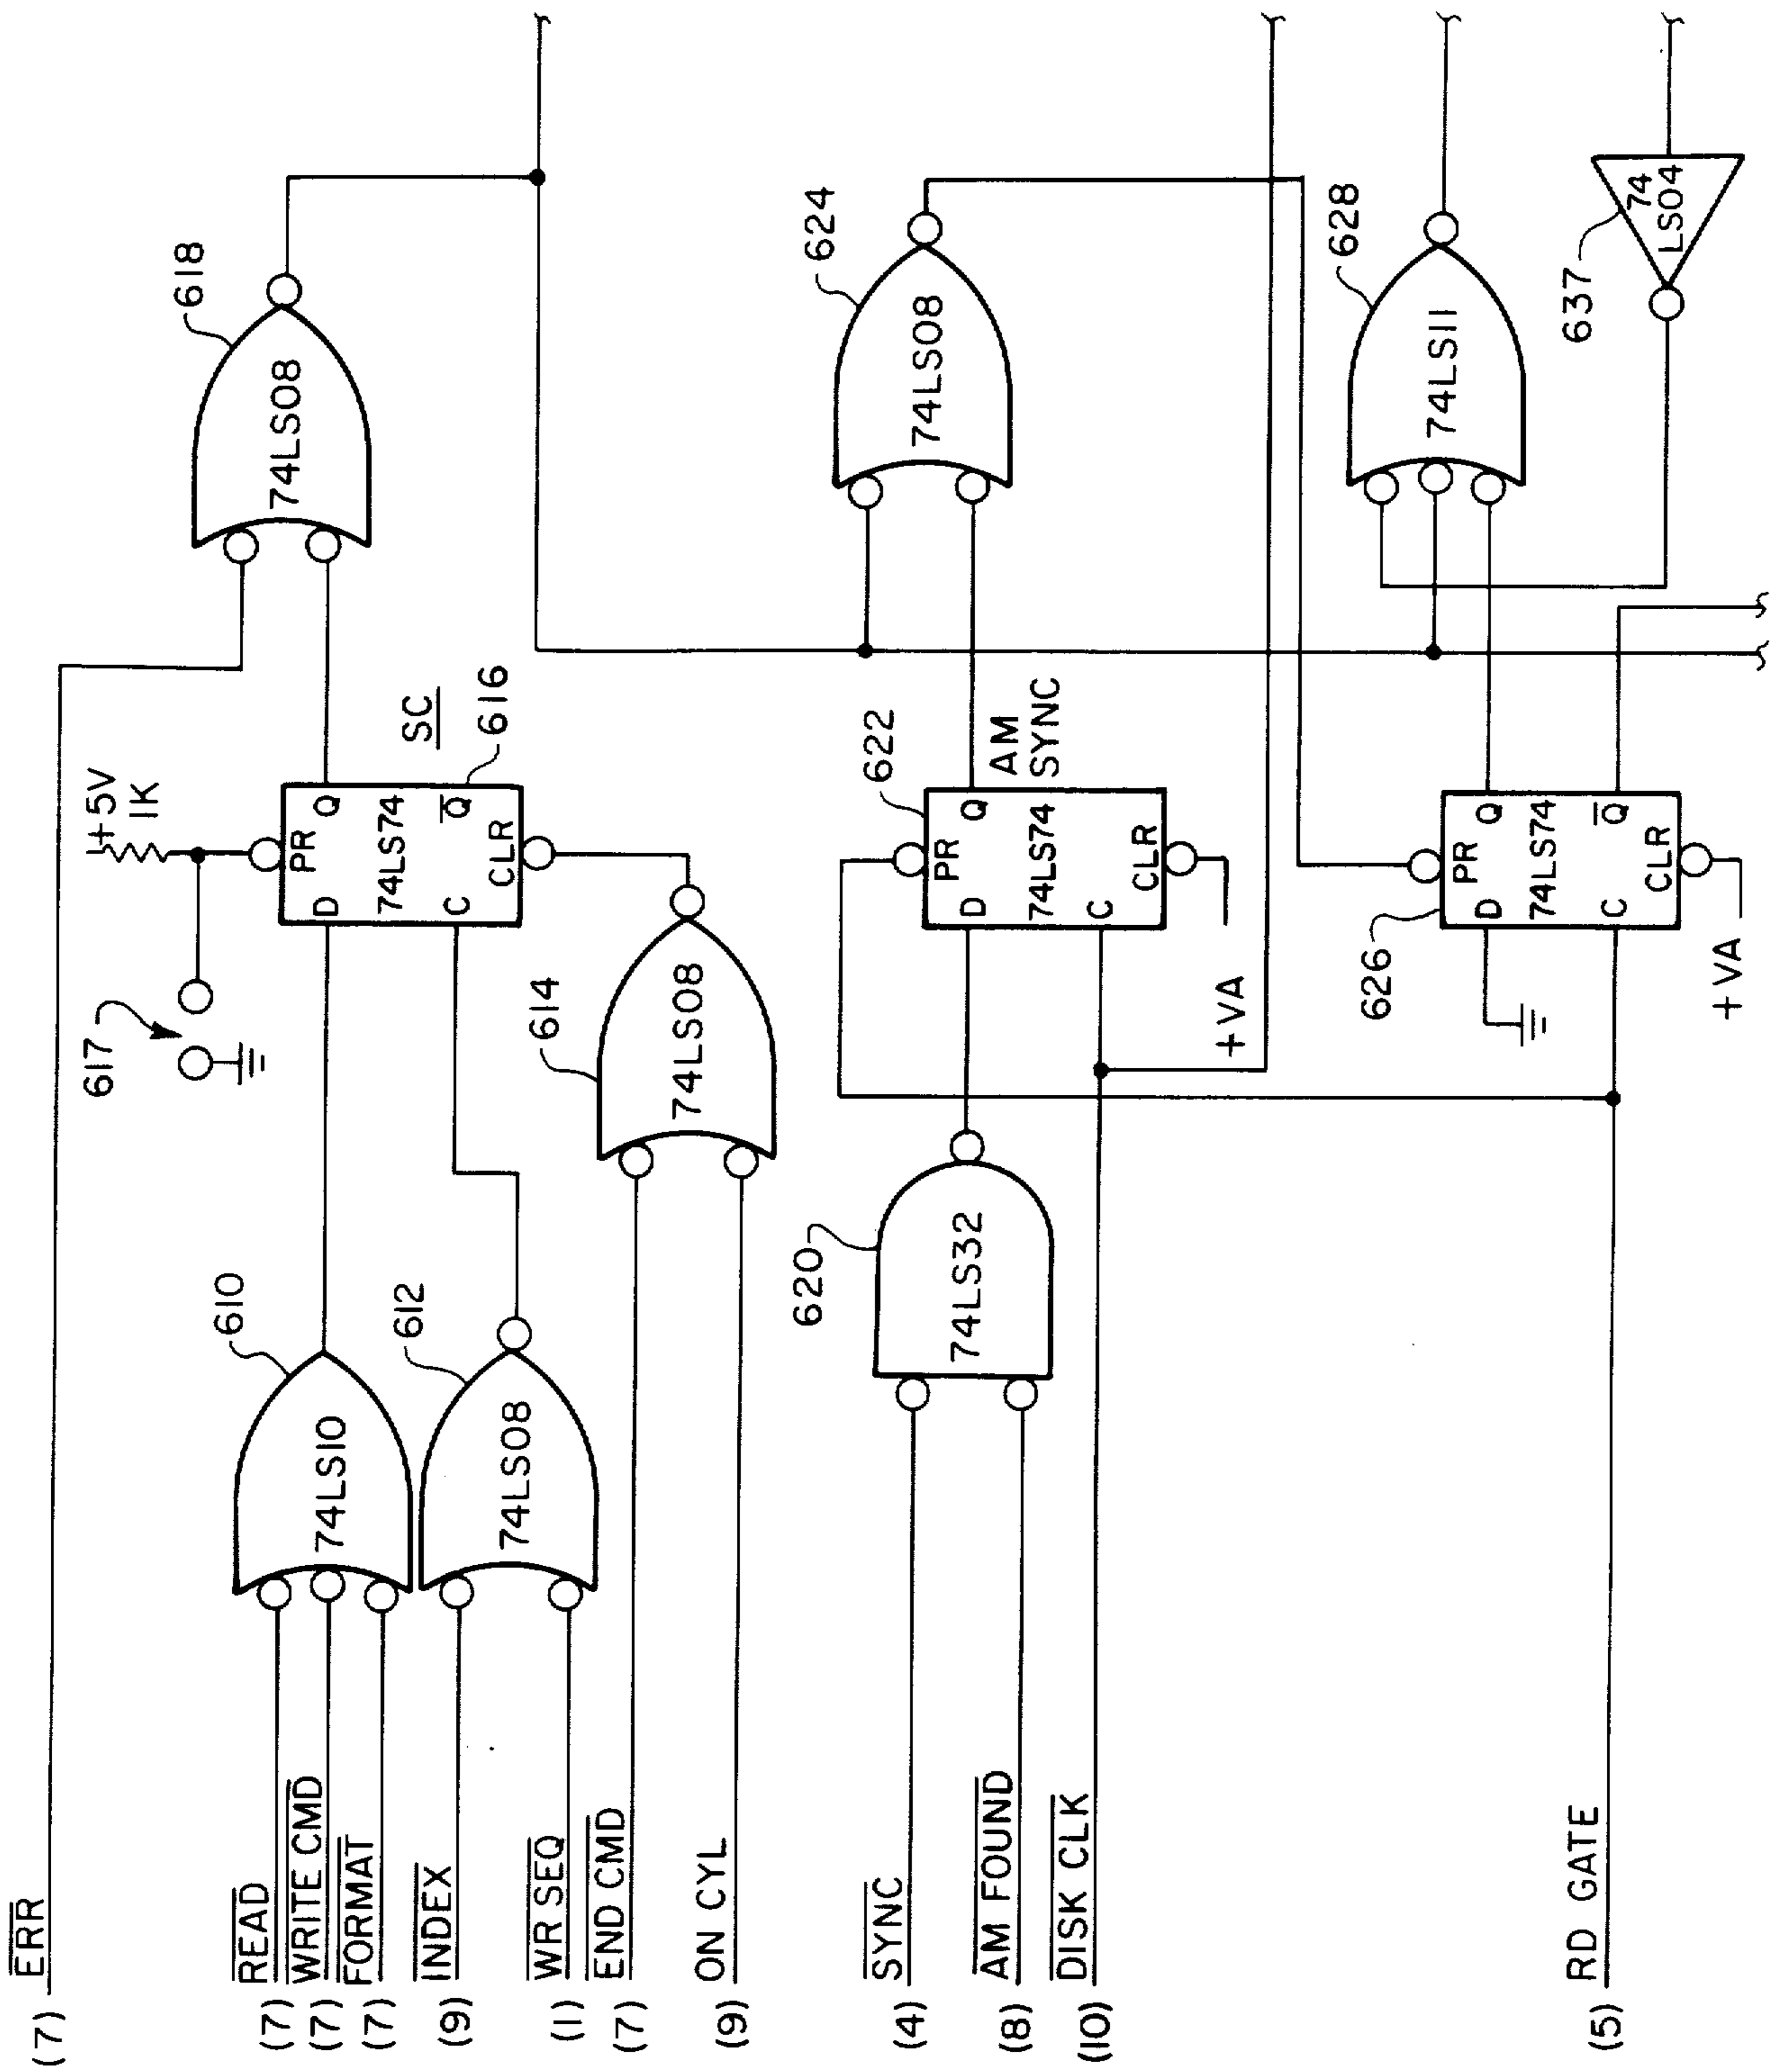 (7) ERR
+5V
1K
617
618
74LS08
(7) READ
(7) WRITE CMD
(7) FORMAT
610
74LS10
PR
D Q
74LS74
C Q
CLR
SC
616
(9) INDEX
(1) WR SEQ
612
74LS08
(7) END CMD
(9) ON CYL
614
74LS08
(4) SYNC
(8) AM FOUND
(10) DISK CLK
620
74LS32
622
PR
D Q
74LS74
C
CLR
AM
SYNC
+VA
624
74LS08
628
74LS11
626
PR
D Q
74LS74
C Q
CLR
+VA
(5) RD GATE
637
74
LS04